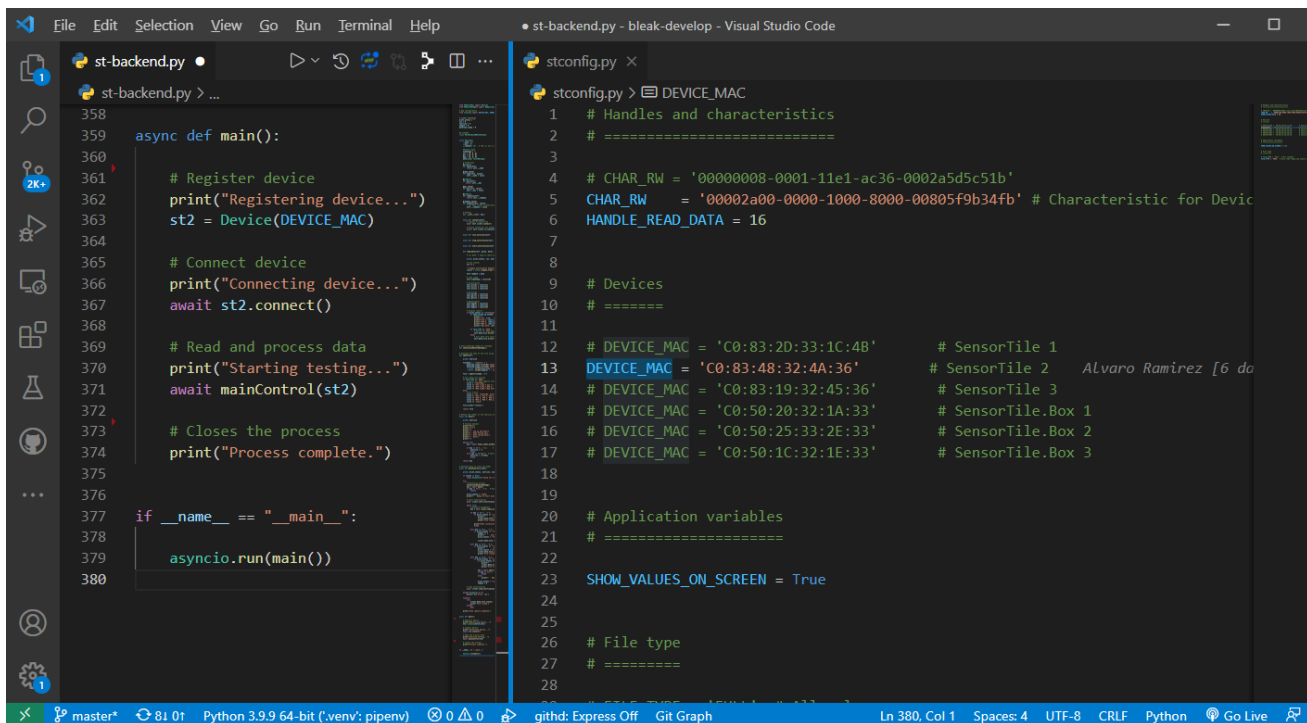 File Edit Selection View Go Run Terminal Help
● st-backend.py - bleak-develop - Visual Studio Code
st-backend.py ●
st-backend.py > ...
358
359 async def main():
360
361 # Register device
362 print("Registering device...")
363 st2 = Device(DEVICE_MAC)
364
365 # Connect device
366 print("Connecting device...")
367 await st2.connect()
368
369 # Read and process data
370 print("Starting testing...")
371 await mainControl(st2)
372
373 # Closes the process
374 print("Process complete.")
375
376
377 if __name__ == "__main__":
378
379 asyncio.run(main())
380
stconfig.py ×
stconfig.py > DEVICE_MAC
1 # Handles and characteristics
2 # ===========================
3
4 # CHAR_RW = '00000008-0001-11e1-ac36-0002a5d5c51b'
5 CHAR_RW = '00002a00-0000-1000-8000-00805f9b34fb' # Characteristic for Devic
6 HANDLE_READ_DATA = 16
7
8
9 # Devices
10 # =======
11
12 # DEVICE_MAC = 'C0:83:2D:33:1C:4B' # SensorTile 1
13 DEVICE_MAC = 'C0:83:48:32:4A:36' # SensorTile 2 Alvaro Ramirez [6 da
14 # DEVICE_MAC = 'C0:83:19:32:45:36' # SensorTile 3
15 # DEVICE_MAC = 'C0:50:20:32:1A:33' # SensorTile.Box 1
16 # DEVICE_MAC = 'C0:50:25:33:2E:33' # SensorTile.Box 2
17 # DEVICE_MAC = 'C0:50:1C:32:1E:33' # SensorTile.Box 3
18
19
20 # Application variables
21 # =====================
22
23 SHOW_VALUES_ON_SCREEN = True
24
25
26 # File type
27 # =========
28
1
2K+
1
master* 8↓ 0↑ Python 3.9.9 64-bit ('.venv': pipenv) 0 0 githd: Express Off Git Graph Ln 380, Col 1 Spaces: 4 UTF-8 CRLF Python Go Live